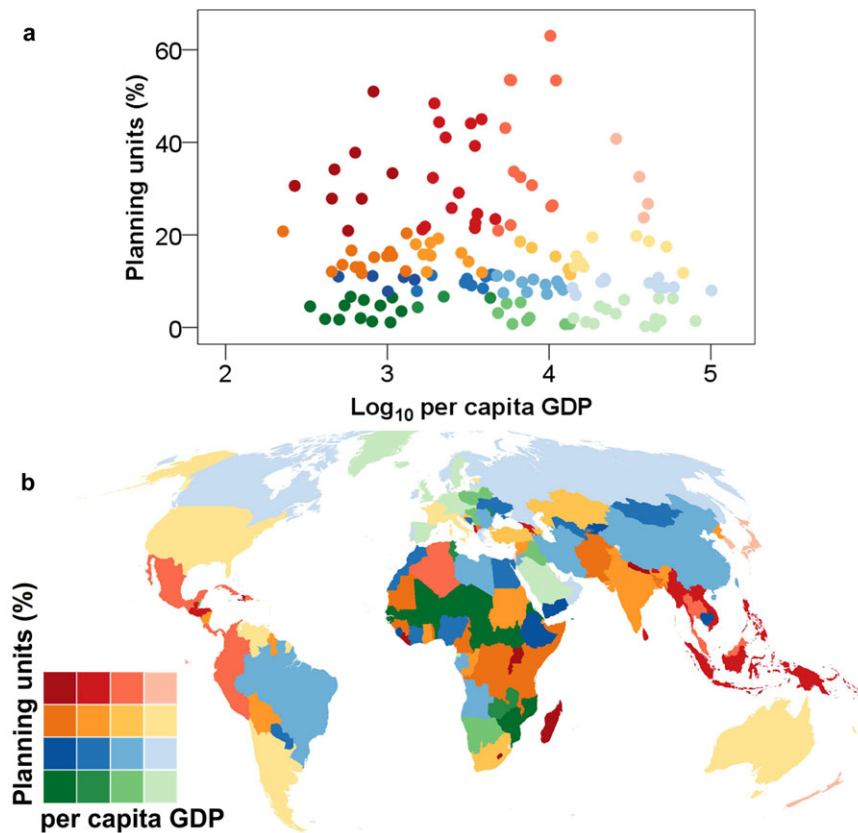 a
60
40
20
0
Planning units (%)
2 3 4 5
Log10 per capita GDP
b
Planning units (%)
per capita GDP